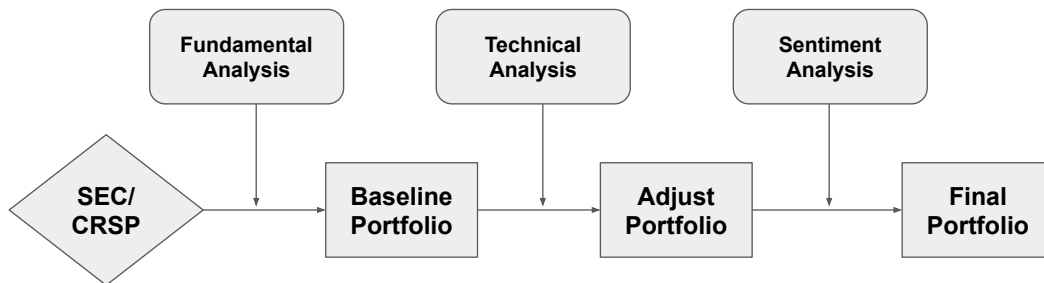 Fundamental
Analysis
Technical
Analysis
Sentiment
Analysis
SEC/
CRSP
Baseline
Portfolio
Adjust
Portfolio
Final
Portfolio